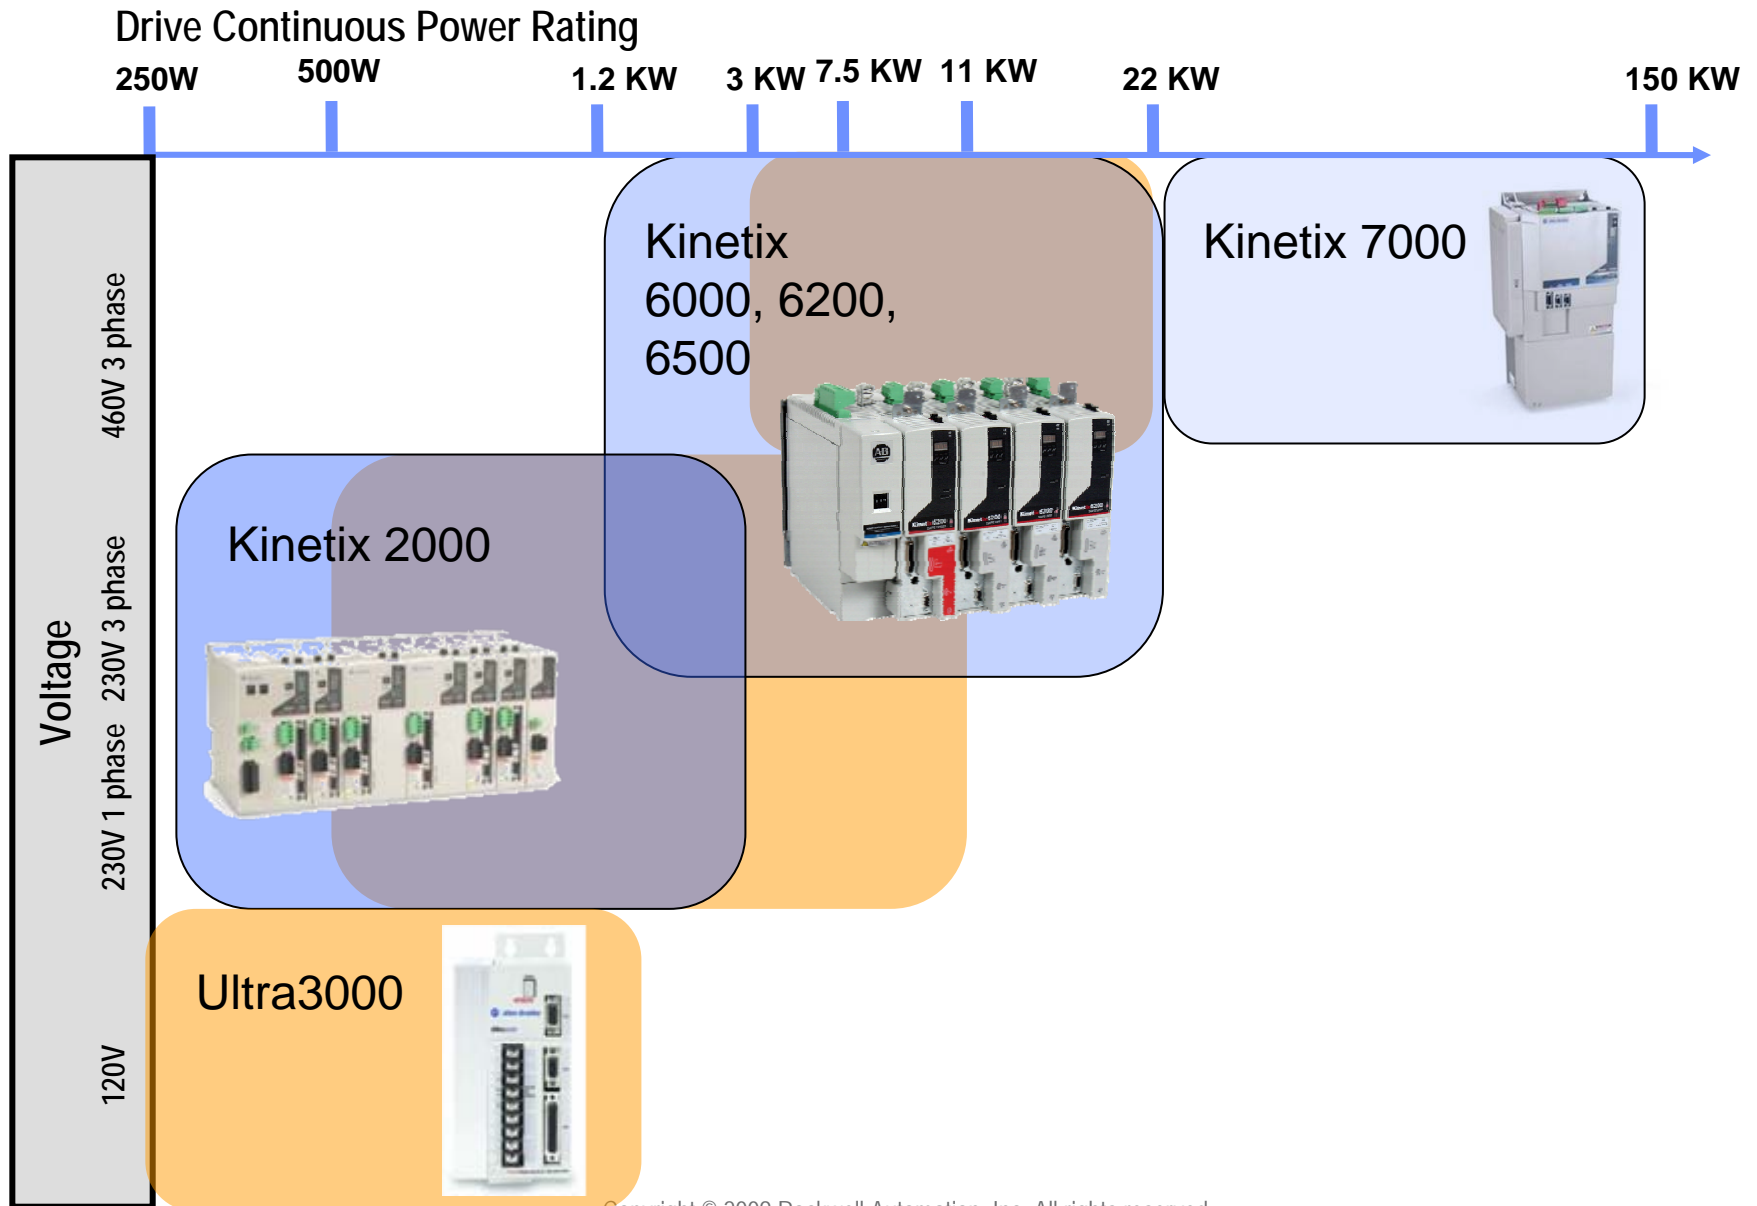 Drive Continuous Power Rating
250W
500W
1.2 KW
3 KW
7.5 KW
11 KW
22 KW
150 KW
Voltage
460V 3 phase
230V 3 phase
230V 1 phase
120V
Kinetix
6000, 6200,
6500
Kinetix 7000
Kinetix 2000
Ultra3000
AB